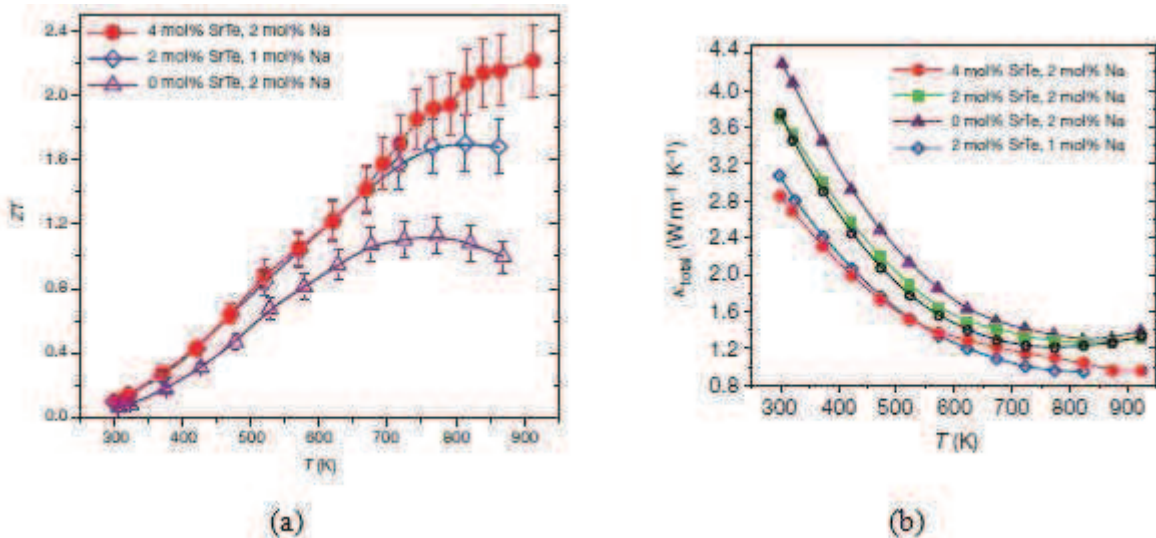 2.4
2.0
1.6
1.2
0.8
0.4
0.0
ZT
4 mol% SrTe, 2 mol% Na
2 mol% SrTe, 1 mol% Na
0 mol% SrTe, 2 mol% Na
300 400 500 600 700 800 900
T (K)
(a)
4.4
4.0
3.6
3.2
2.8
2.4
2.0
1.6
1.2
0.8
κtotal (W m⁻¹ K⁻¹)
4 mol% SrTe, 2 mol% Na
2 mol% SrTe, 2 mol% Na
0 mol% SrTe, 2 mol% Na
2 mol% SrTe, 1 mol% Na
300 400 500 600 700 800 900
T (K)
(b)